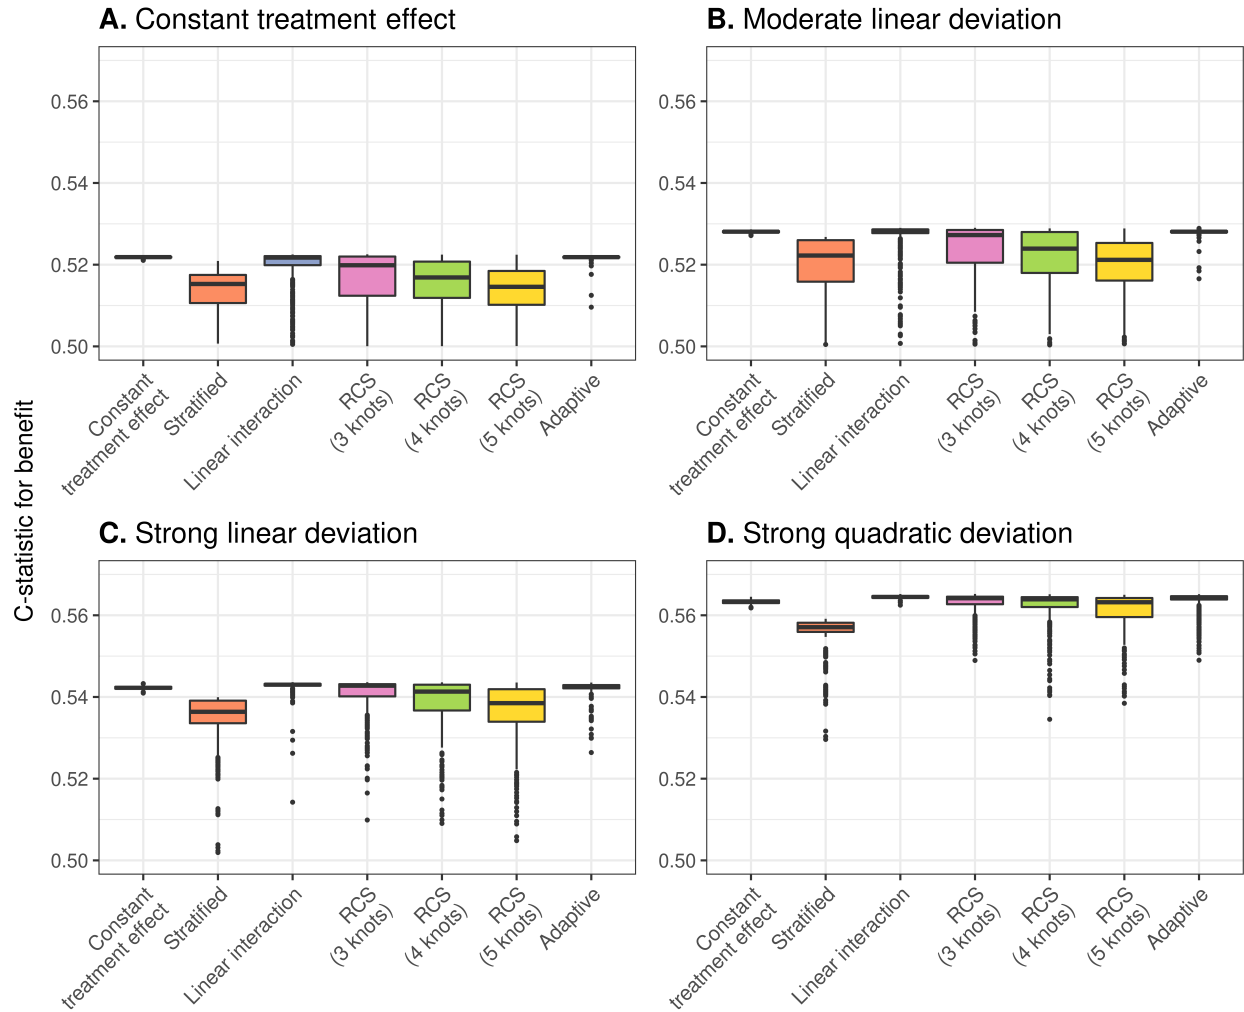 A. Constant treatment effect
0.56
0.54
0.52
0.50
Constant
treatment effect
Stratified
Linear interaction
RCS
(3 knots)
RCS
(4 knots)
RCS
(5 knots)
Adaptive
B. Moderate linear deviation
0.56
0.54
0.52
0.50
Constant
treatment effect
Stratified
Linear interaction
RCS
(3 knots)
RCS
(4 knots)
RCS
(5 knots)
Adaptive
C-statistic for benefit
C. Strong linear deviation
0.56
0.54
0.52
0.50
Constant
treatment effect
Stratified
Linear interaction
RCS
(3 knots)
RCS
(4 knots)
RCS
(5 knots)
Adaptive
D. Strong quadratic deviation
0.56
0.54
0.52
0.50
Constant
treatment effect
Stratified
Linear interaction
RCS
(3 knots)
RCS
(4 knots)
RCS
(5 knots)
Adaptive